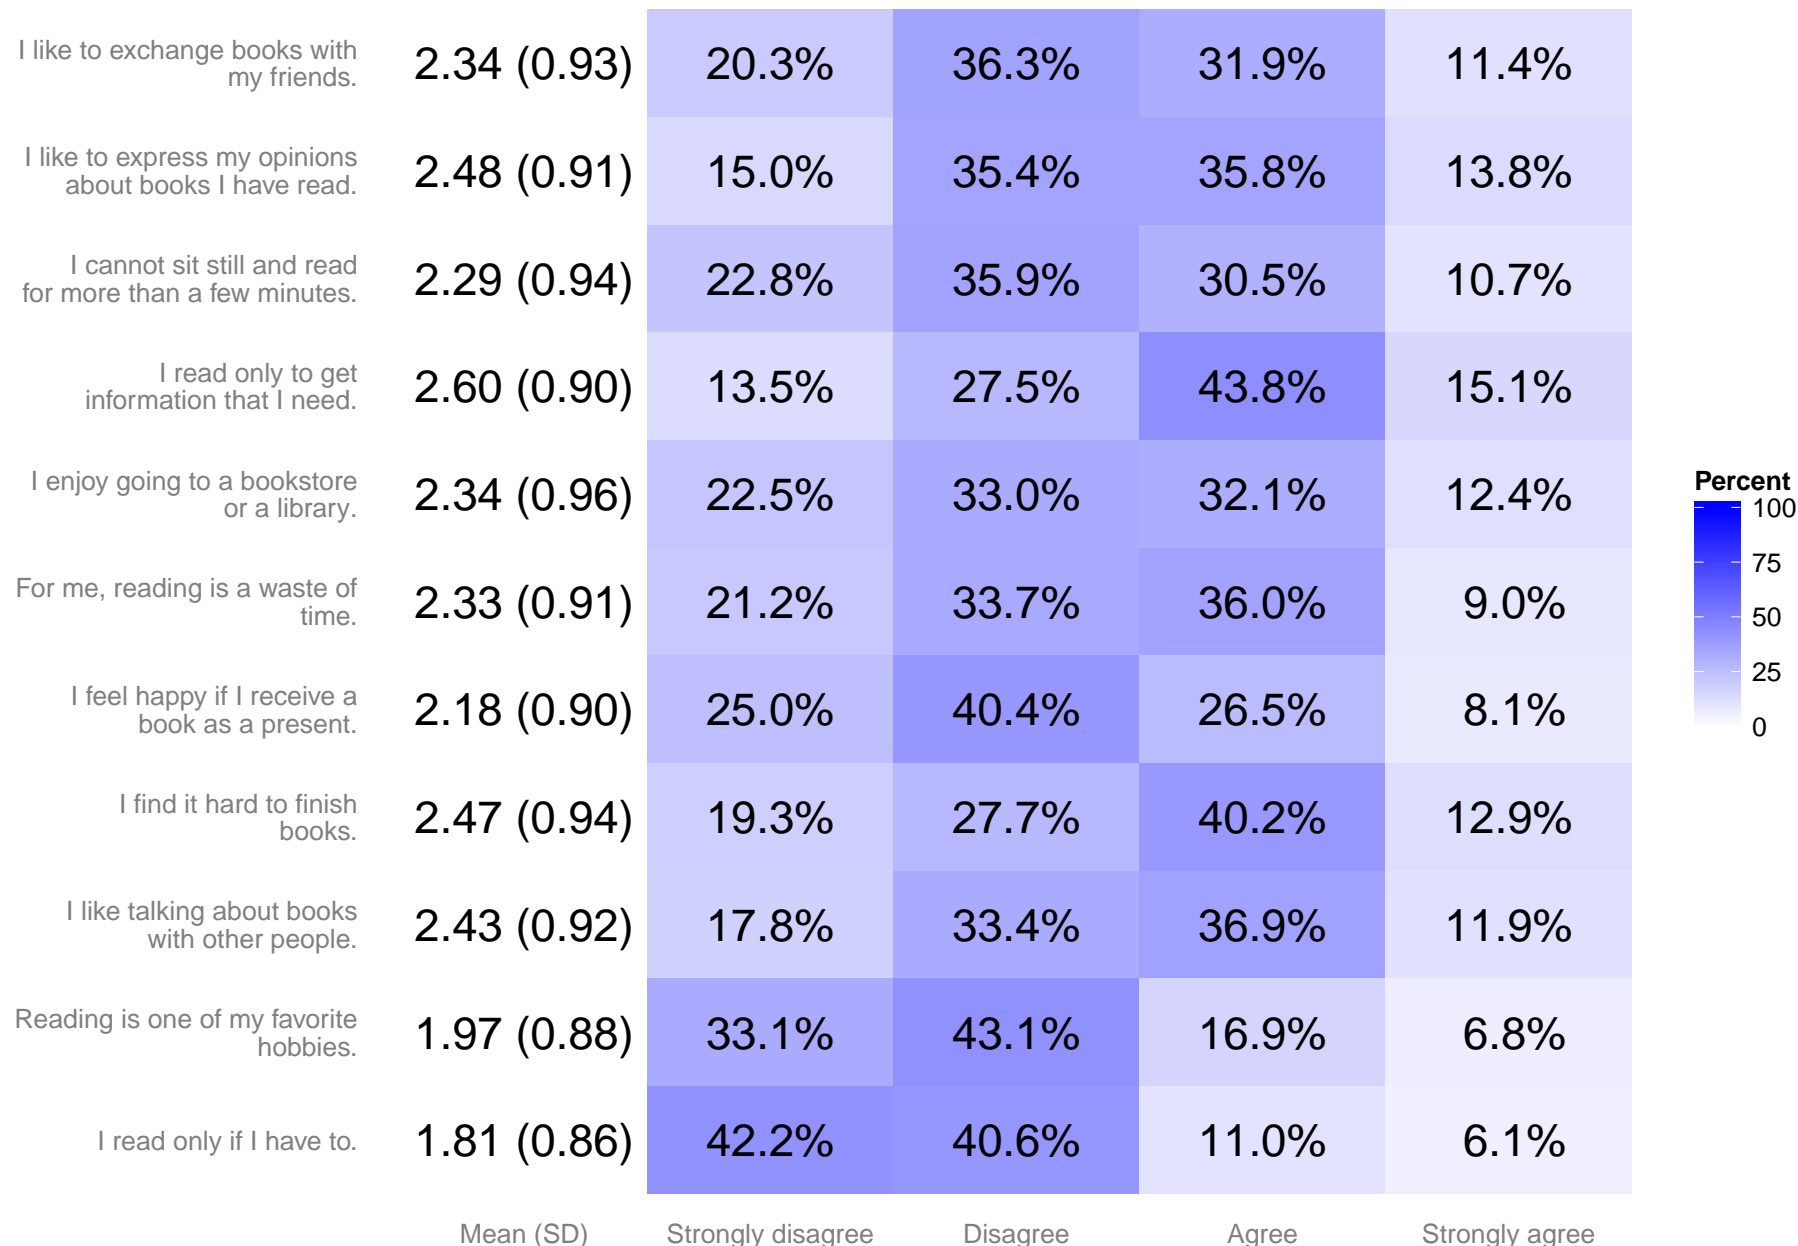 I like to exchange books with
my friends.
2.34 (0.93) 20.3% 36.3% 31.9% 11.4%
I like to express my opinions
about books I have read.
2.48 (0.91) 15.0% 35.4% 35.8% 13.8%
I cannot sit still and read
for more than a few minutes.
2.29 (0.94) 22.8% 35.9% 30.5% 10.7%
I read only to get
information that I need.
2.60 (0.90) 13.5% 27.5% 43.8% 15.1%
I enjoy going to a bookstore
or a library.
2.34 (0.96) 22.5% 33.0% 32.1% 12.4%
For me, reading is a waste of
time.
2.33 (0.91) 21.2% 33.7% 36.0% 9.0%
I feel happy if I receive a
book as a present.
2.18 (0.90) 25.0% 40.4% 26.5% 8.1%
I find it hard to finish
books.
2.47 (0.94) 19.3% 27.7% 40.2% 12.9%
I like talking about books
with other people.
2.43 (0.92) 17.8% 33.4% 36.9% 11.9%
Reading is one of my favorite
hobbies.
1.97 (0.88) 33.1% 43.1% 16.9% 6.8%
I read only if I have to.
1.81 (0.86) 42.2% 40.6% 11.0% 6.1%
Mean (SD) Strongly disagree Disagree Agree Strongly agree
Percent
100
75
50
25
0